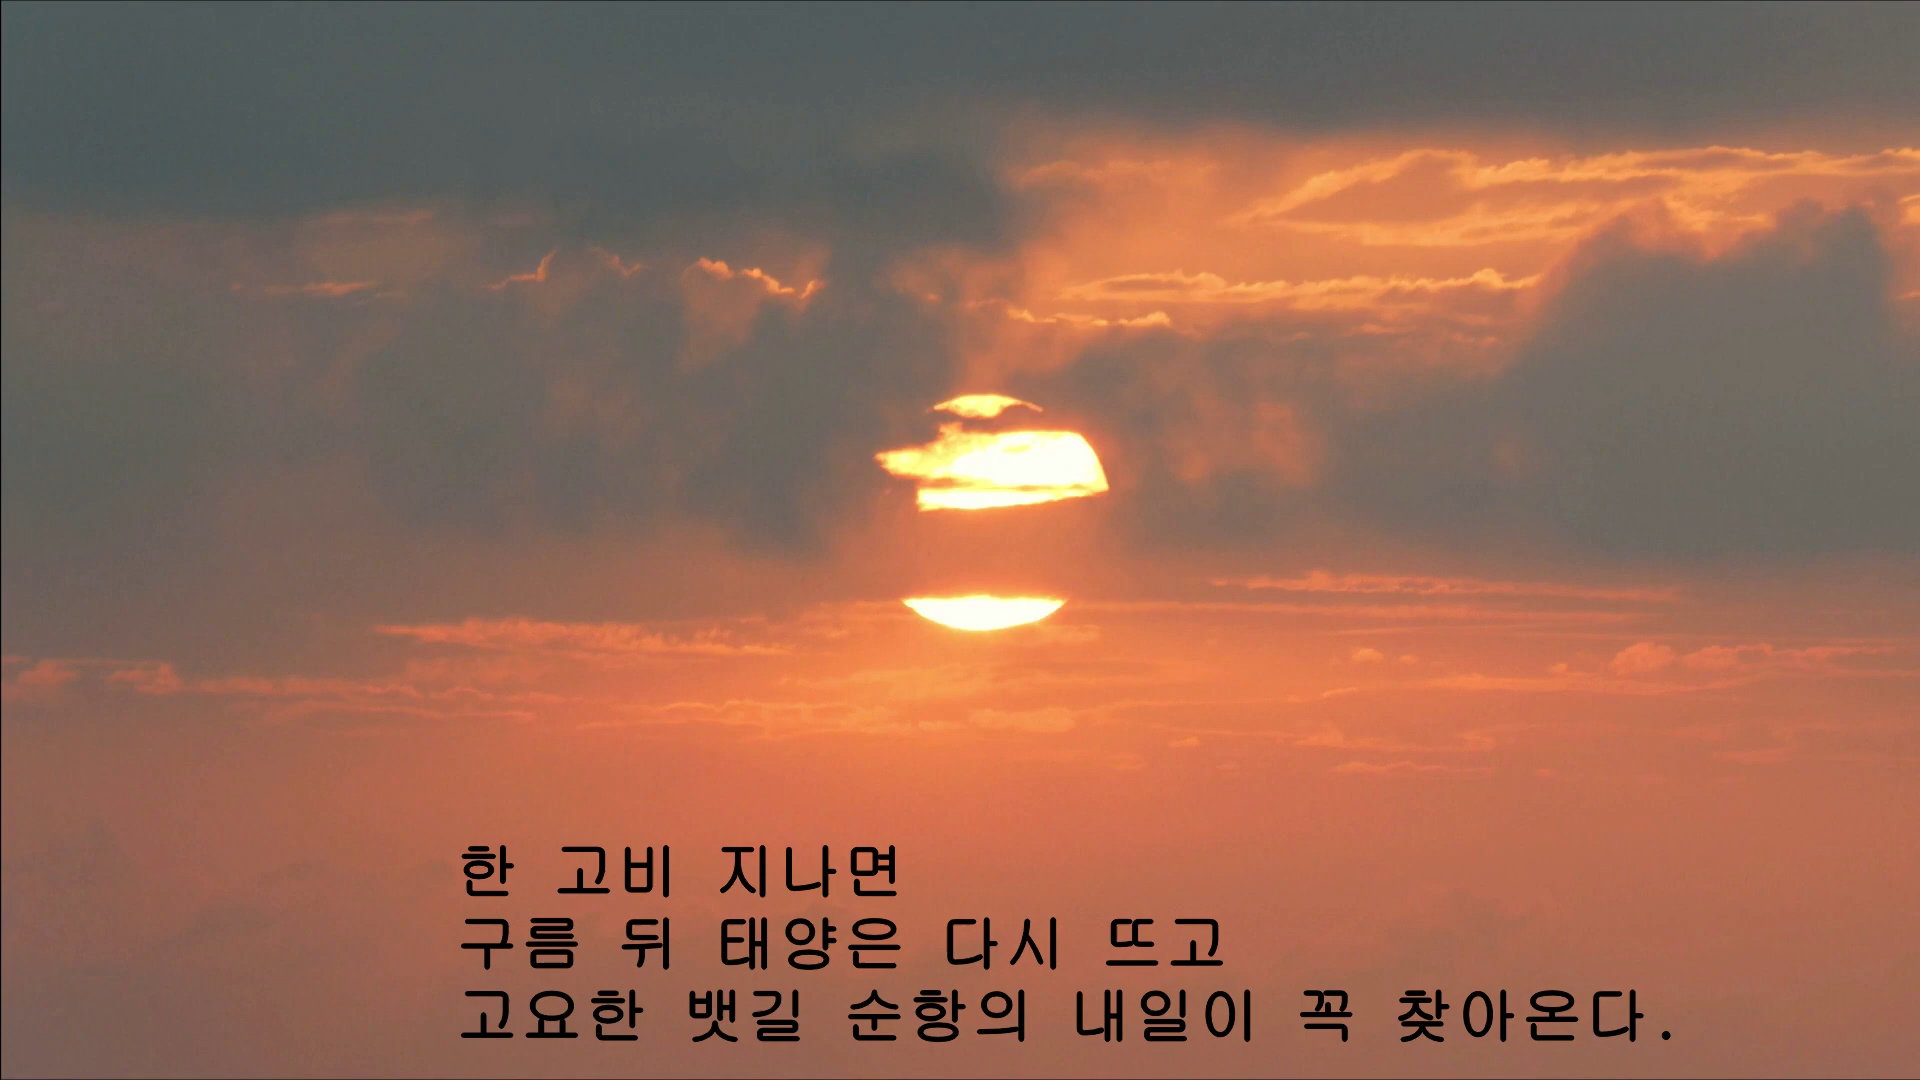 한 고비 지나면
구름 뒤 태양은 다시 뜨고
고요한 뱃길 순항의 내일이 꼭 찾아온다.